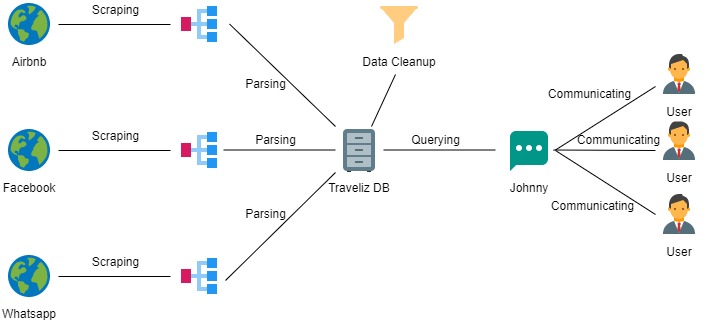 Scraping
Airbnb
Parsing
Data Cleanup
Communicating
User
Scraping
Facebook
Parsing
Traveliz DB
Querying
Johnny
Communicating
User
Scraping
Whatsapp
Parsing
Communicating
User